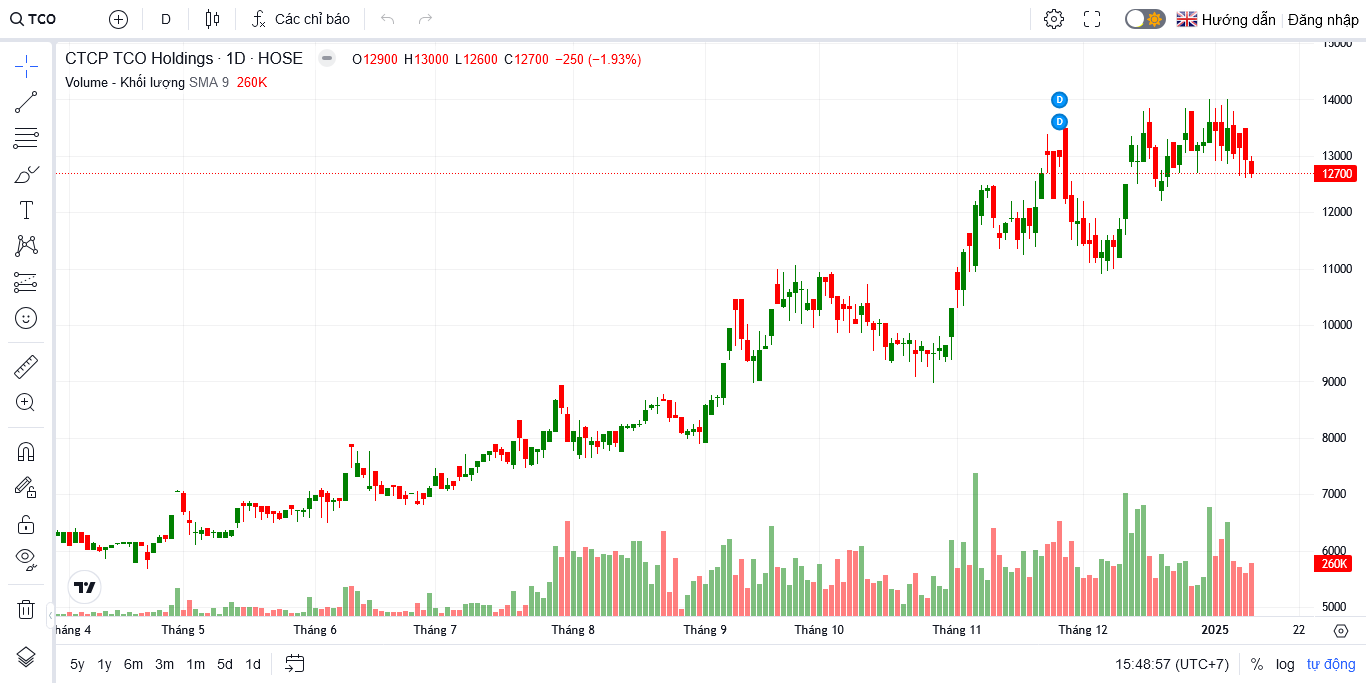 TCO D Các chỉ báo Hướng dẫn Đăng nhập
CTCP TCO Holdings · 1D · HOSE O12900 H13000 L12600 C12700 −250 (−1.93%)
Volume - Khối lượng SMA 9 260K
15000
14000
D
D
13000
12700
12000
11000
10000
9000
8000
7000
6000
260K
5000
háng 4 Tháng 5 Tháng 6 Tháng 7 Tháng 8 Tháng 9 Tháng 10 Tháng 11 Tháng 12 2025 22
5y 1y 6m 3m 1m 5d 1d 15:48:57 (UTC+7) % log tự động